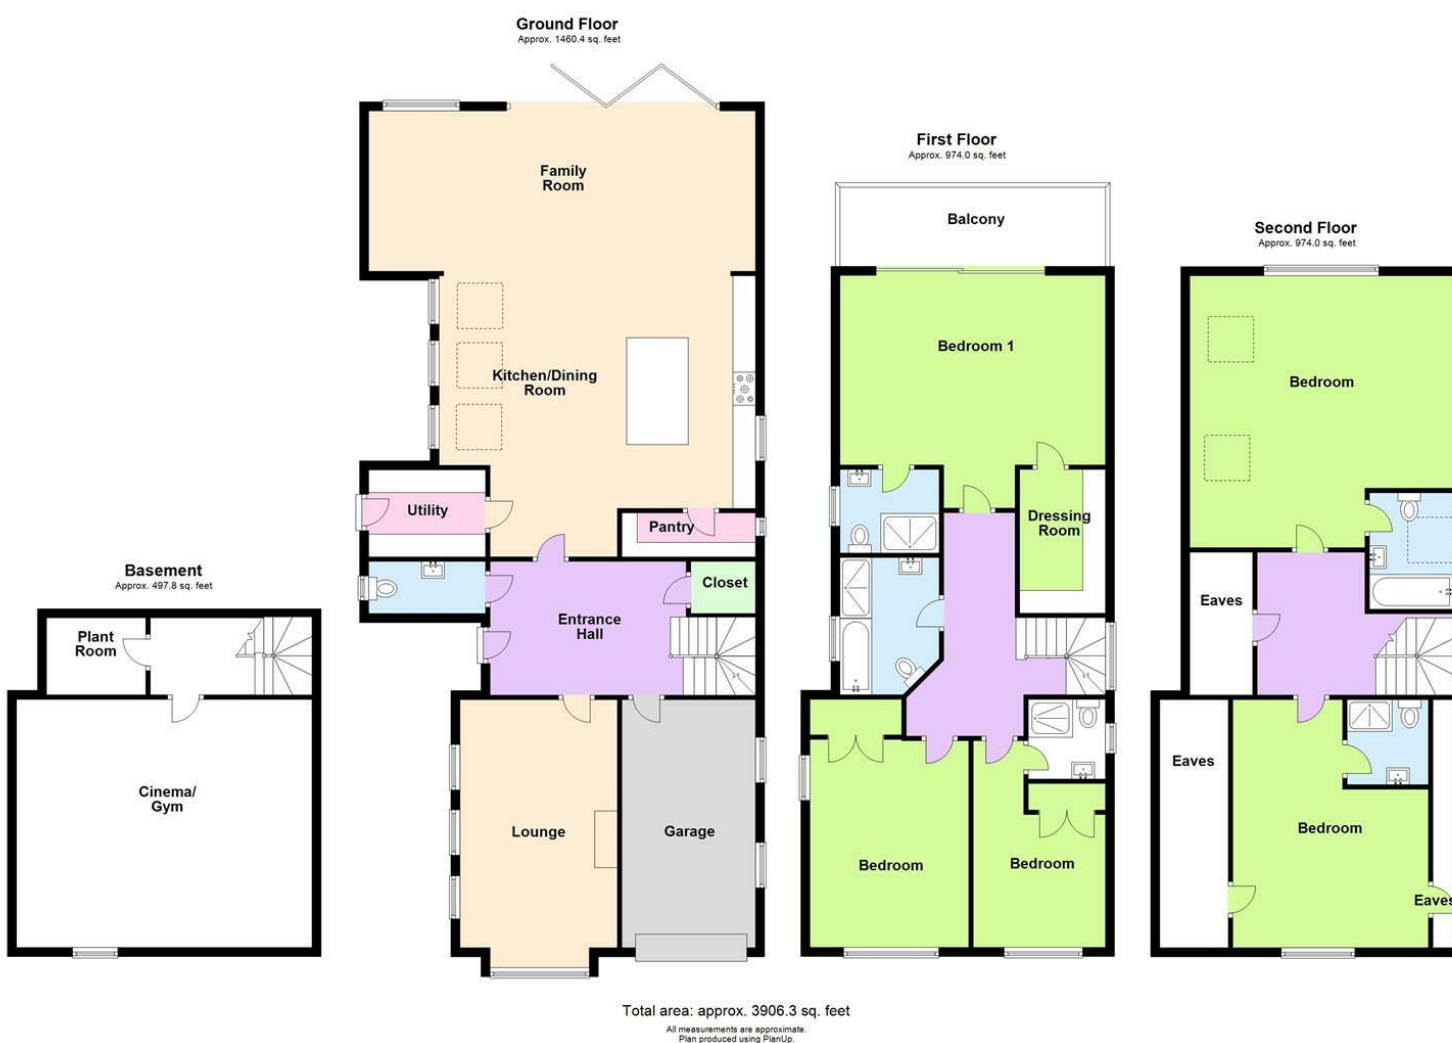 Ground Floor
Approx. 1460.4 sq. feet
Family
Room
Kitchen/Dining
Room
Utility
Pantry
Closet
Entrance
Hall
Lounge
Garage
Basement
Approx. 497.8 sq. feet
Plant
Room
Cinema/
Gym
First Floor
Approx. 974.0 sq. feet
Balcony
Bedroom 1
Dressing
Room
Bedroom
Bedroom
Second Floor
Approx. 974.0 sq. feet
Bedroom
Eaves
Eaves
Bedroom
Eaves
Total area: approx. 3906.3 sq. feet
All measurements are approximate.
Plan produced using PlanUp.